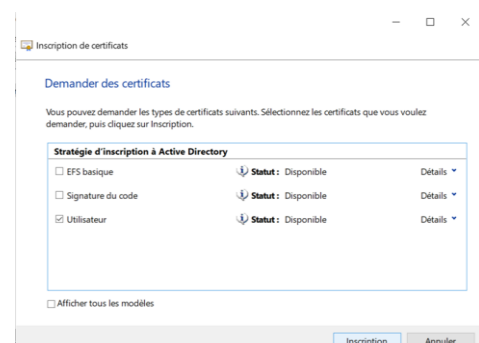 Inscription de certificats
Demander des certificats
Vous pouvez demander les types de certificats suivants. Sélectionnez les certificats que vous voulez
demander, puis cliquez sur Inscription.
Stratégie d'inscription à Active Directory
EFS basique Statut : Disponible Détails
Signature du code Statut : Disponible Détails
Utilisateur Statut : Disponible Détails
Afficher tous les modèles
Inscription Annuler